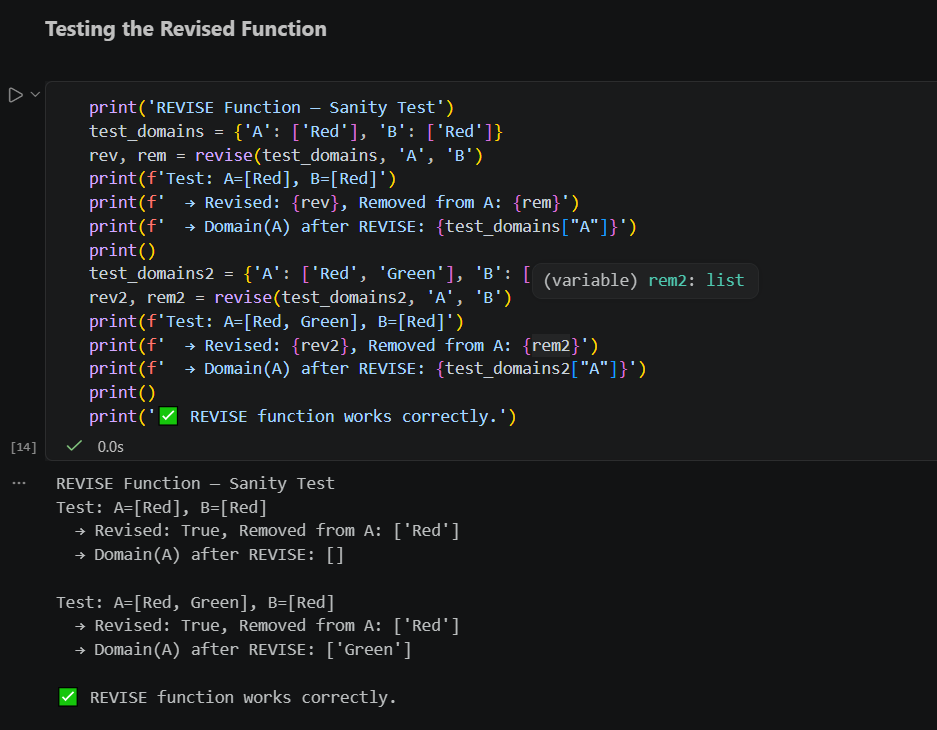 Testing the Revised Function
print('REVISE Function — Sanity Test')
test_domains = {'A': ['Red'], 'B': ['Red']}
rev, rem = revise(test_domains, 'A', 'B')
print(f'Test: A=[Red], B=[Red]')
print(f'  → Revised: {rev}, Removed from A: {rem}')
print(f'  → Domain(A) after REVISE: {test_domains["A"]}')
print()
test_domains2 = {'A': ['Red', 'Green'], 'B': [
(variable) rem2: list
rev2, rem2 = revise(test_domains2, 'A', 'B')
print(f'Test: A=[Red, Green], B=[Red]')
print(f'  → Revised: {rev2}, Removed from A: {rem2}')
print(f'  → Domain(A) after REVISE: {test_domains2["A"]}')
print()
print('✅ REVISE function works correctly.')
[14] ✓ 0.0s
... REVISE Function — Sanity Test
Test: A=[Red], B=[Red]
  → Revised: True, Removed from A: ['Red']
  → Domain(A) after REVISE: []
Test: A=[Red, Green], B=[Red]
  → Revised: True, Removed from A: ['Red']
  → Domain(A) after REVISE: ['Green']
✅ REVISE function works correctly.